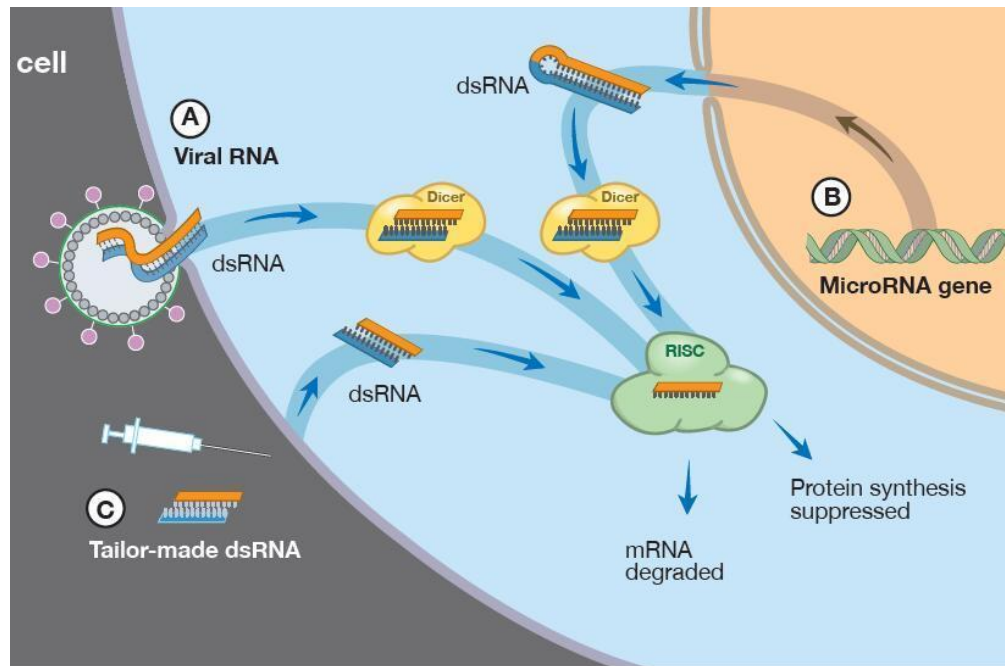 cell
A
Viral RNA
dsRNA
Dicer
dsRNA
Dicer
B
MicroRNA gene
dsRNA
RISC
C
Tailor-made dsRNA
mRNA
degraded
Protein synthesis
suppressed